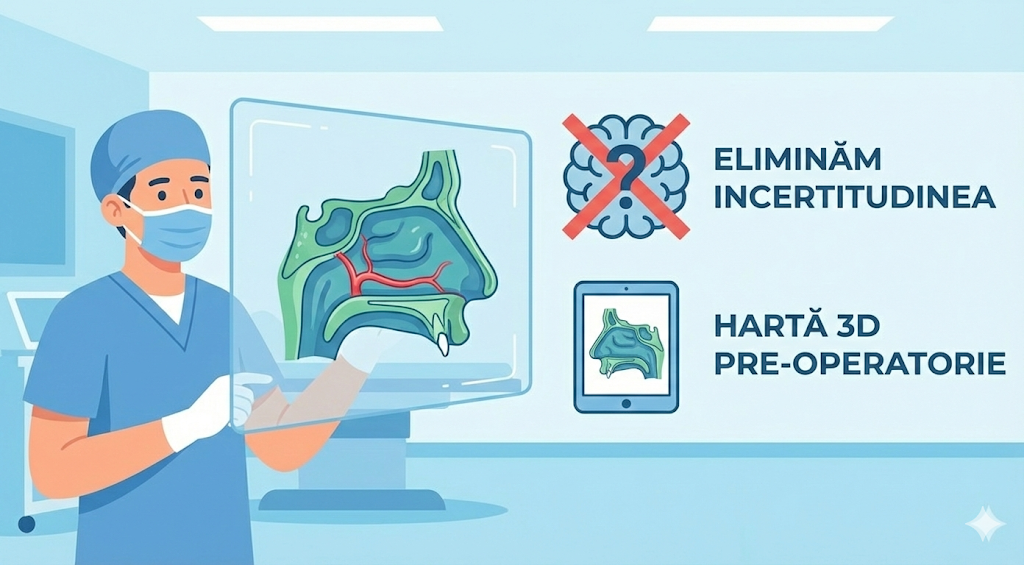 ELIMINĂM
INCERTITUDINEA
?
HARTĂ 3D
PRE-OPERATORIE